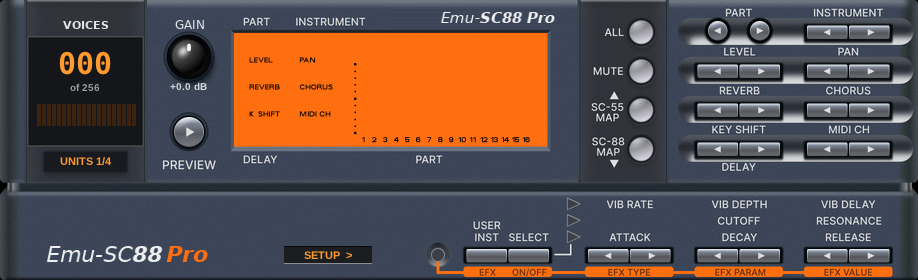 VOICES
000
of 256
UNITS 1/4
GAIN
+0.0 dB
PREVIEW
PART INSTRUMENT
Emu-SC88 Pro
LEVEL PAN
REVERB CHORUS
K SHIFT MIDI CH
1 2 3 4 5 6 7 8 9 10 11 12 13 14 15 16
DELAY PART
ALL
MUTE
SC-55
MAP
SC-88
MAP
PART INSTRUMENT
LEVEL PAN
REVERB CHORUS
KEY SHIFT MIDI CH
DELAY
Emu-SC88 Pro
SETUP >
USER
INST SELECT
EFX ON/OFF
VIB RATE VIB DEPTH VIB DELAY
CUTOFF RESONANCE
ATTACK DECAY RELEASE
EFX TYPE EFX PARAM EFX VALUE